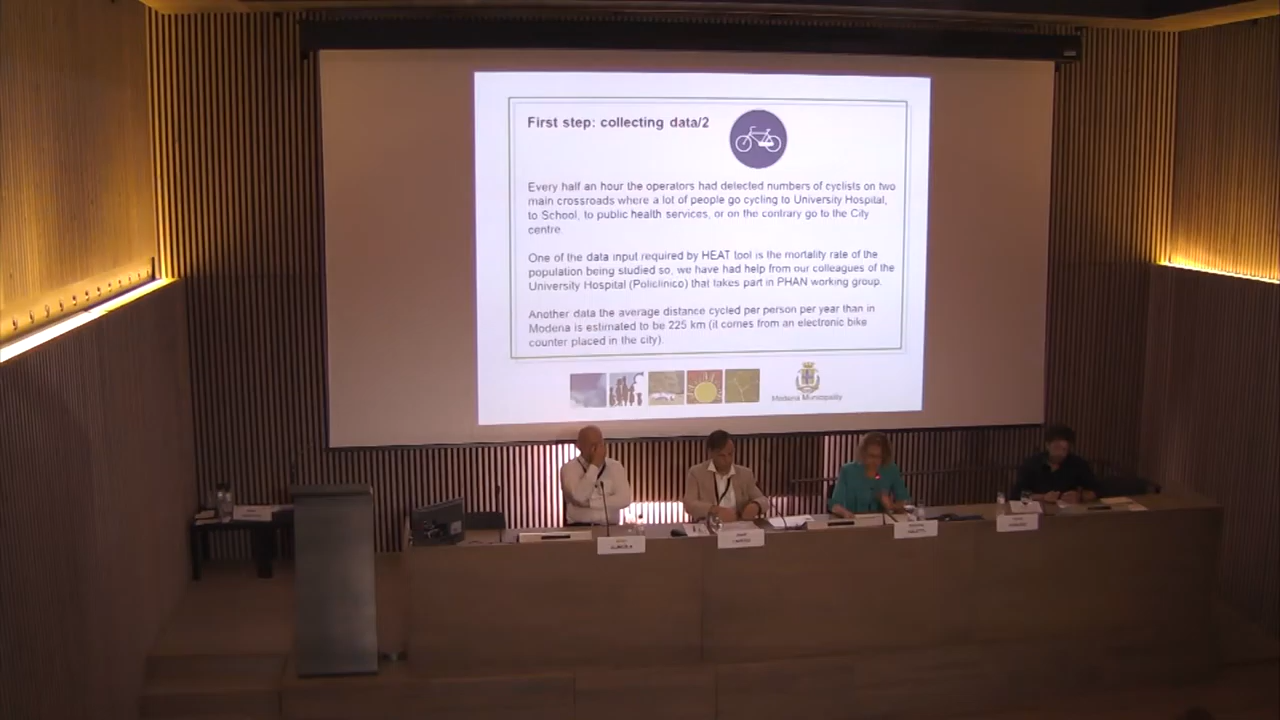 First step: collecting data/2
Every half an hour the operators had detected numbers of cyclists on two
main crossroads where a lot of people go cycling to University Hospital,
to School, to public health services, or on the contrary go to the City
centre.
One of the data input required by HEAT tool is the mortality rate of the
population being studied so, we have had help from our colleagues of the
University Hospital (Policlinico) that takes part in PHAN working group.
Another data the average distance cycled per person per year than in
Modena is estimated to be 225 km (it comes from an electronic bike
counter placed in the city).
Modena Municipality